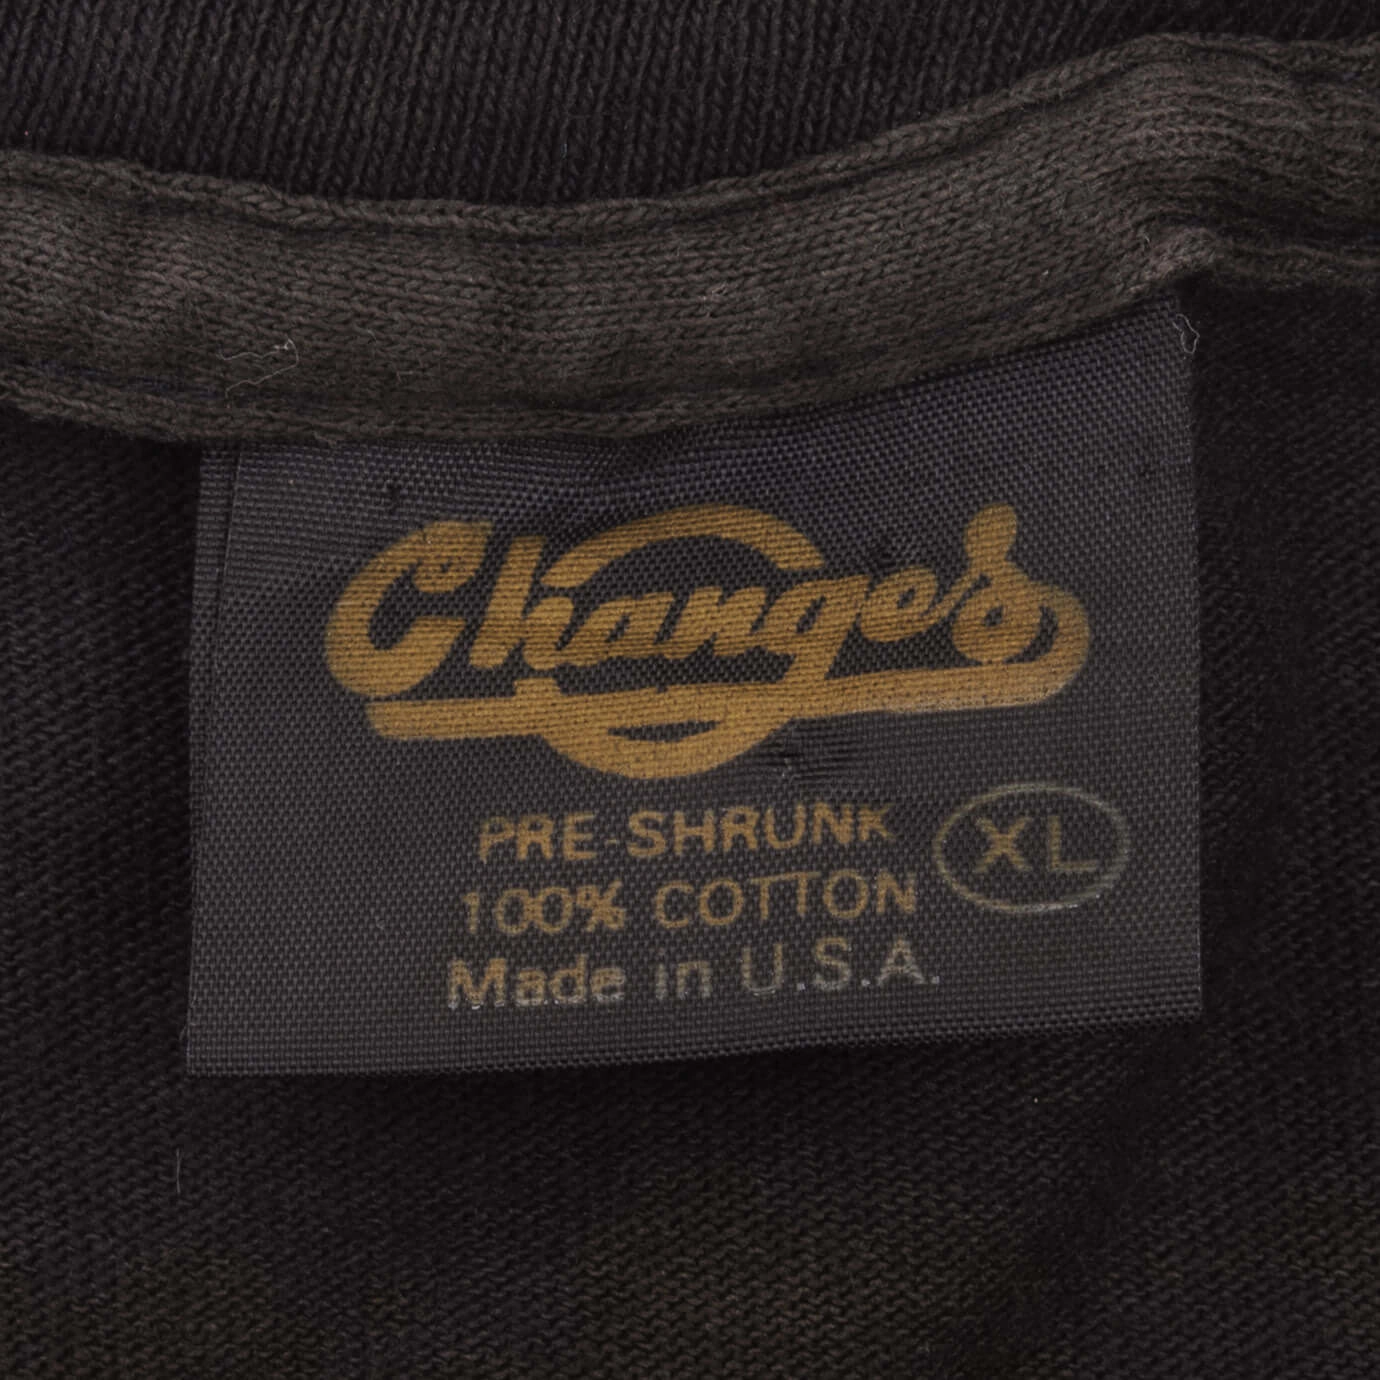 Changes
PRE-SHRUNK
100% COTTON
XL
Made in U.S.A.